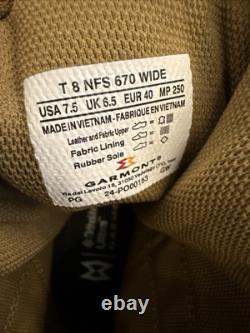 T 8 NFS 670 WIDE
USA 7.5 UK 6.5 EUR 40 MP 250
MADE IN VIETNAM - FABRIQUE EN VIETNAM
Leather and Fabric Upper
Fabric Lining
Rubber Sole
GARMONT
PG 24-PO00153 GW
ebay